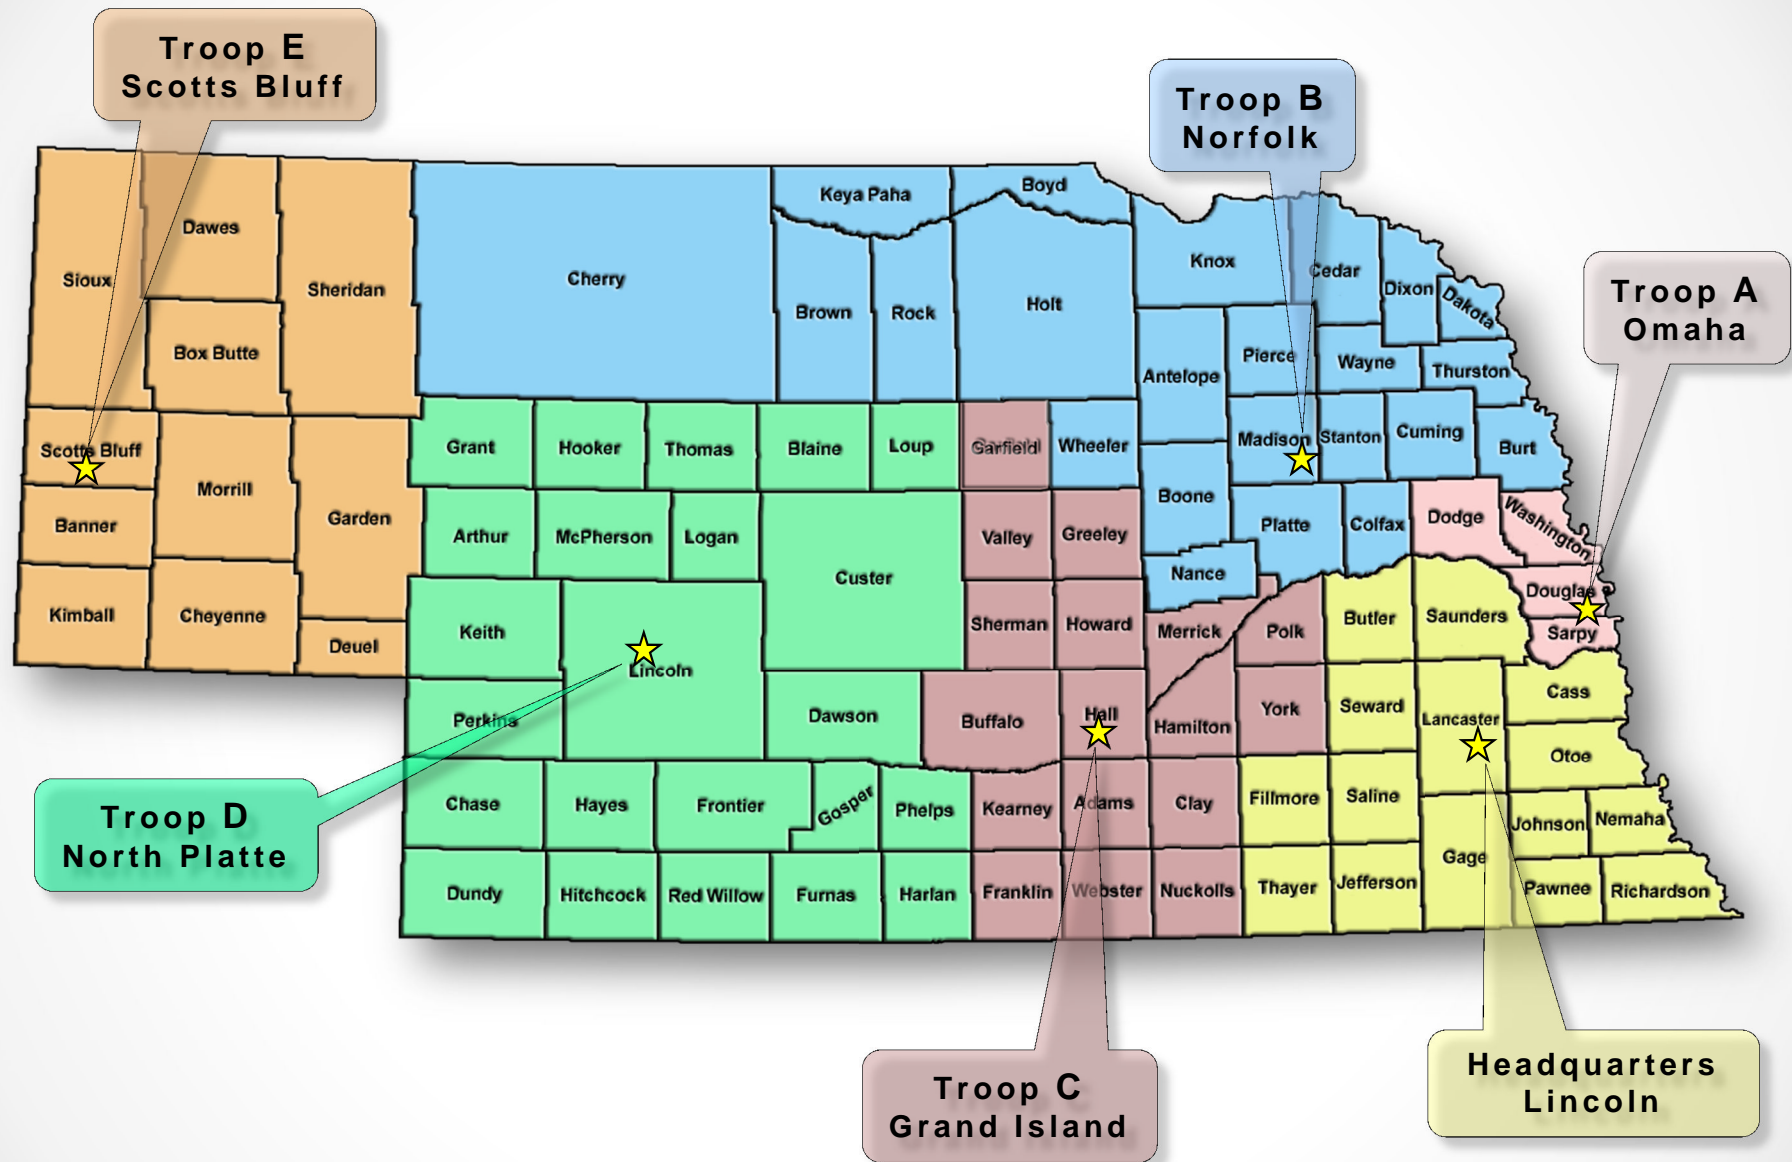 Troop E
Scotts Bluff
Troop B
Norfolk
Troop A
Omaha
Keya Paha
Boyd
Dawes
Sioux
Sheridan
Cherry
Brown
Rock
Holt
Knox
Cedar
Dixon
Dakota
Box Butte
Antelope
Pierce
Wayne
Thurston
Scotts Bluff
Morrill
Garden
Grant
Hooker
Thomas
Blaine
Loup
Garfield
Wheeler
Madison
Stanton
Cuming
Burt
Banner
Arthur
McPherson
Logan
Custer
Valley
Greeley
Boone
Platte
Colfax
Dodge
Washington
Nance
Kimball
Cheyenne
Deuel
Keith
Lincoln
Sherman
Howard
Merrick
Polk
Butler
Saunders
Douglas
Sarpy
Perkins
Dawson
Buffalo
Hall
Hamilton
York
Seward
Lancaster
Cass
Otoe
Chase
Hayes
Frontier
Gosper
Phelps
Kearney
Adams
Clay
Fillmore
Saline
Gage
Johnson
Nemaha
Dundy
Hitchcock
Red Willow
Furnas
Harlan
Franklin
Webster
Nuckolls
Thayer
Jefferson
Pawnee
Richardson
Troop D
North Platte
Troop C
Grand Island
Headquarters
Lincoln